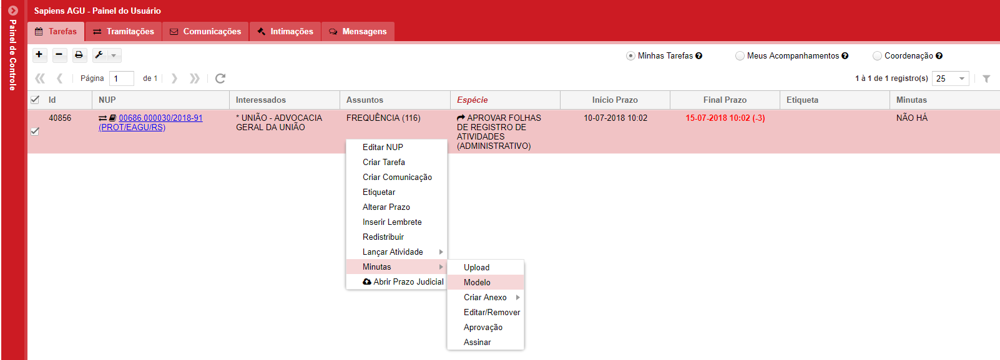 Sapiens AGU - Painel do Usuário
Painel de Controle
Tarefas
Tramitações
Comunicações
Intimações
Mensagens
Minhas Tarefas
Meus Acompanhamentos
Coordenação
Página 1 de 1
1 à 1 de 1 registro(s) 25
Id NUP Interessados Assuntos Espécie Início Prazo Final Prazo Etiqueta Minutas
40856
00686.000030/2018-91
(PROT/EAGU/RS)
* UNIÃO - ADVOCACIA
GERAL DA UNIÃO
FREQUÊNCIA (116)
APROVAR FOLHAS
DE REGISTRO DE
ATIVIDADES
(ADMINISTRATIVO)
10-07-2018 10:02
15-07-2018 10:02 (-3)
NÃO HÁ
Editar NUP
Criar Tarefa
Criar Comunicação
Etiquetar
Alterar Prazo
Inserir Lembrete
Redistribuir
Lançar Atividade
Minutas
Abrir Prazo Judicial
Upload
Modelo
Criar Anexo
Editar/Remover
Aprovação
Assinar